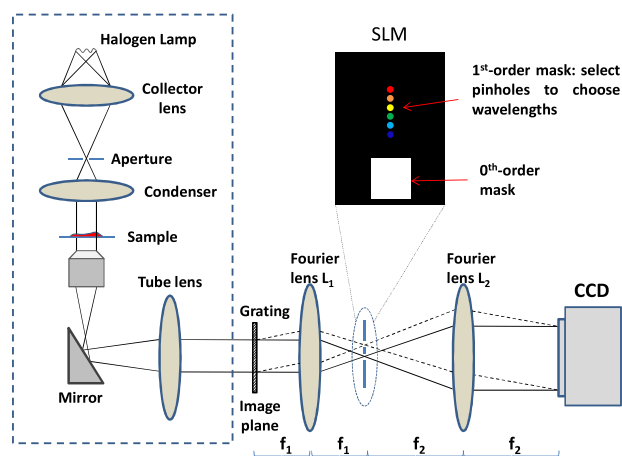 SLM
Halogen Lamp
Collector
lens
Aperture
Condenser
Sample
Tube lens
Mirror
1st-order mask: select
pinholes to choose
wavelengths
0th-order
mask
Fourier
lens L1
Fourier
lens L2
CCD
Grating
Image
plane
f1
f1
f2
f2